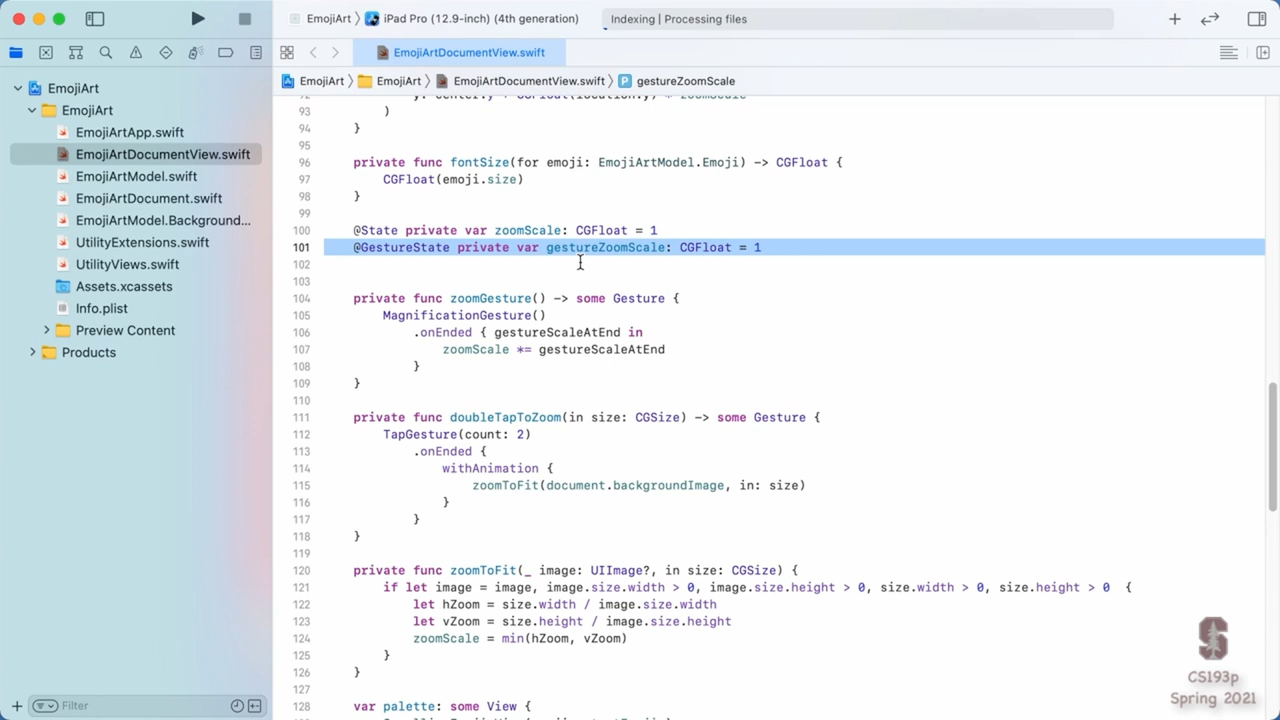 EmojiArt
iPad Pro (12.9-inch) (4th generation)
Indexing | Processing files
EmojiArtDocumentView.swift
EmojiArt
EmojiArt
EmojiArtDocumentView.swift
P
gestureZoomScale
EmojiArt
EmojiArt
EmojiArtApp.swift
EmojiArtDocumentView.swift
EmojiArtModel.swift
EmojiArtDocument.swift
EmojiArtModel.Background...
UtilityExtensions.swift
UtilityViews.swift
Assets.xcassets
Info.plist
Preview Content
Products
Filter
93 )
94 }
95
96 private func fontSize(for emoji: EmojiArtModel.Emoji) -> CGFloat {
97 CGFloat(emoji.size)
98 }
99
100 @State private var zoomScale: CGFloat = 1
101 @GestureState private var gestureZoomScale: CGFloat = 1
102
103
104 private func zoomGesture() -> some Gesture {
105 MagnificationGesture()
106 .onEnded { gestureScaleAtEnd in
107 zoomScale *= gestureScaleAtEnd
108 }
109 }
110
111 private func doubleTapToZoom(in size: CGSize) -> some Gesture {
112 TapGesture(count: 2)
113 .onEnded {
114 withAnimation {
115 zoomToFit(document.backgroundImage, in: size)
116 }
117 }
118 }
119
120 private func zoomToFit(_ image: UIImage?, in size: CGSize) {
121 if let image = image, image.size.width > 0, image.size.height > 0, size.width > 0, size.height > 0 {
122 let hZoom = size.width / image.size.width
123 let vZoom = size.height / image.size.height
124 zoomScale = min(hZoom, vZoom)
125 }
126 }
127
128 var palette: some View {
S
CS193p
Spring 2021